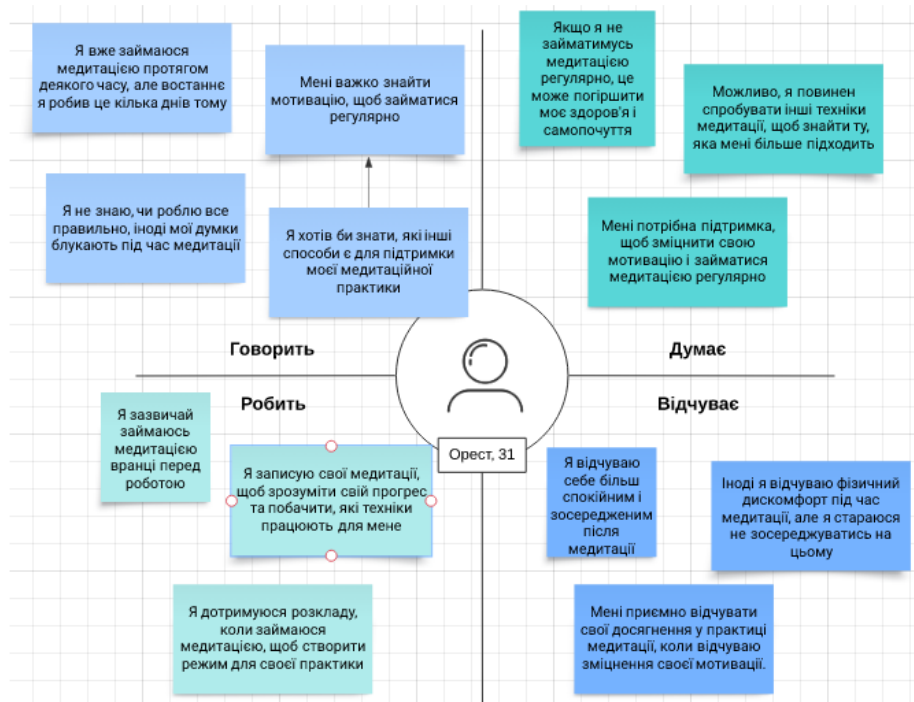 Я вже займаюся
медитацією протягом
деякого часу, але востаннє
я робив це кілька днів тому
Мені важко знайти
мотивацію, щоб займатися
регулярно
Я не знаю, чи роблю все
правильно, іноді мої думки
блукають під час медитації
Я хотів би знати, які інші
способи є для підтримки
моєї медитаційної
практики
Говорить
Якщо я не
займатимусь
медитацією
регулярно, це
може погіршити
моє здоров'я і
самопочуття
Можливо, я повинен
спробувати інші техніки
медитації, щоб знайти ту,
яка мені більше підходить
Мені потрібна підтримка,
щоб зміцнити свою
мотивацію і займатися
медитацією регулярно
Думає
Робить
Я зазвичай
займаюсь
медитацією
вранці перед
роботою
Я записую свої медитації,
щоб зрозуміти свій прогрес
та побачити, які техніки
працюють для мене
Я дотримуюся розкладу,
коли займаюся
медитацією, щоб створити
режим для своєї практики
Орест, 31
Відчуває
Я відчуваю
себе більш
спокійним і
зосередженим
після
медитації
Іноді я відчуваю фізичний
дискомфорт під час
медитації, але я стараюся
не зосереджуватись на
цьому
Мені приємно відчувати
свої досягнення у практиці
медитації, коли відчуваю
зміцнення своєї мотивації.